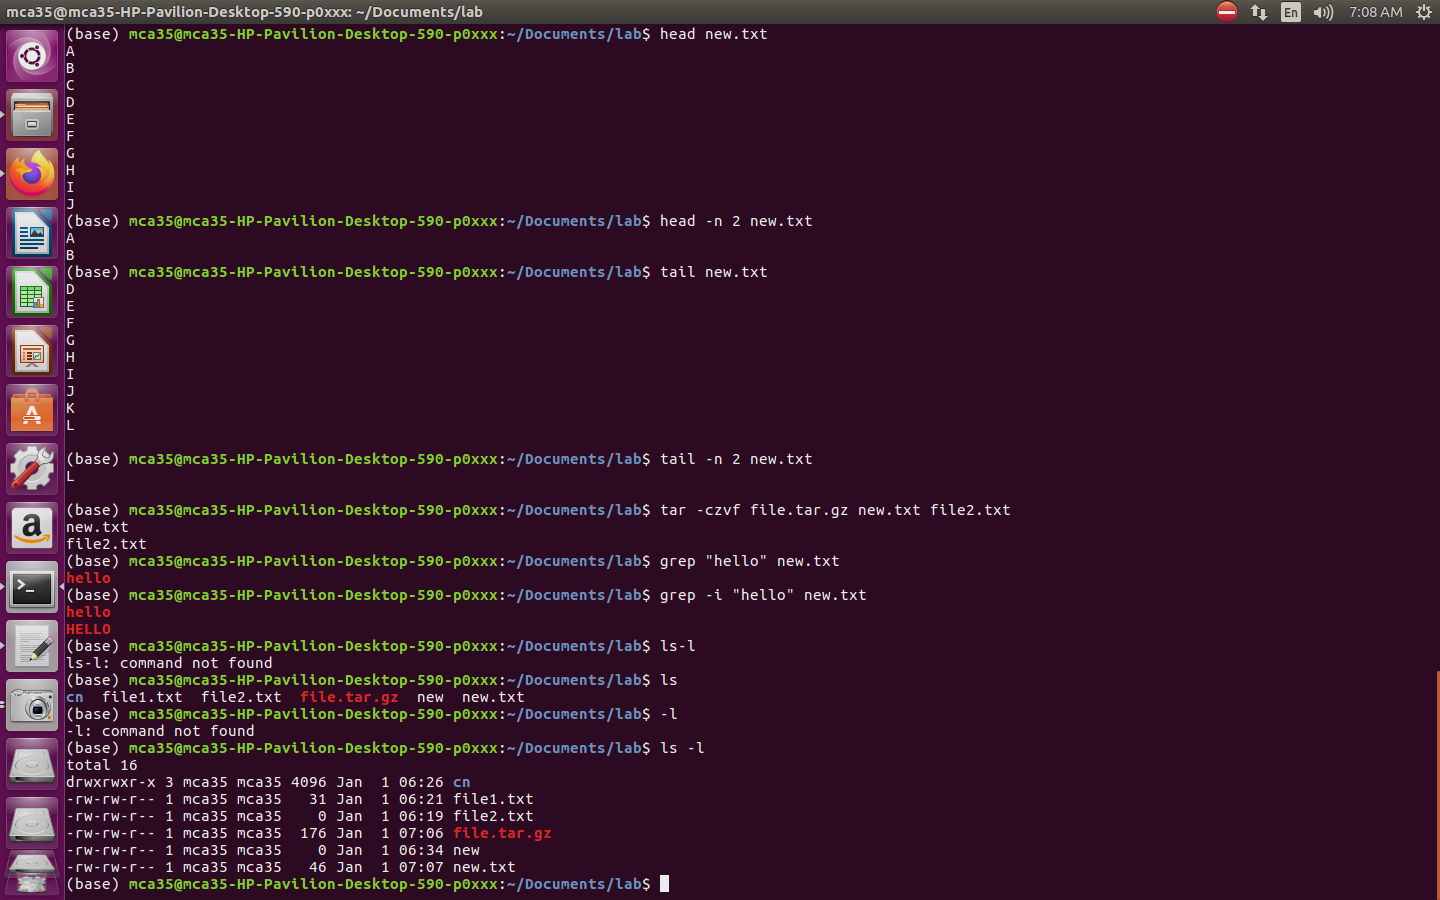 mca35@mca35-HP-Pavilion-Desktop-590-p0xxx: ~/Documents/lab
En
7:08 AM
(base) mca35@mca35-HP-Pavilion-Desktop-590-p0xxx:~/Documents/lab$ head new.txt
A
B
C
D
E
F
G
H
I
J
(base) mca35@mca35-HP-Pavilion-Desktop-590-p0xxx:~/Documents/lab$ head -n 2 new.txt
A
B
(base) mca35@mca35-HP-Pavilion-Desktop-590-p0xxx:~/Documents/lab$ tail new.txt
D
E
F
G
H
I
J
K
L
(base) mca35@mca35-HP-Pavilion-Desktop-590-p0xxx:~/Documents/lab$ tail -n 2 new.txt
L
(base) mca35@mca35-HP-Pavilion-Desktop-590-p0xxx:~/Documents/lab$ tar -czvf file.tar.gz new.txt file2.txt
new.txt
file2.txt
(base) mca35@mca35-HP-Pavilion-Desktop-590-p0xxx:~/Documents/lab$ grep "hello" new.txt
hello
(base) mca35@mca35-HP-Pavilion-Desktop-590-p0xxx:~/Documents/lab$ grep -i "hello" new.txt
hello
HELLO
(base) mca35@mca35-HP-Pavilion-Desktop-590-p0xxx:~/Documents/lab$ ls-l
ls-l: command not found
(base) mca35@mca35-HP-Pavilion-Desktop-590-p0xxx:~/Documents/lab$ ls
cn  file1.txt  file2.txt  file.tar.gz  new  new.txt
(base) mca35@mca35-HP-Pavilion-Desktop-590-p0xxx:~/Documents/lab$ -l
-l: command not found
(base) mca35@mca35-HP-Pavilion-Desktop-590-p0xxx:~/Documents/lab$ ls -l
total 16
drwxrwxr-x 3 mca35 mca35 4096 Jan  1 06:26 cn
-rw-rw-r-- 1 mca35 mca35   31 Jan  1 06:21 file1.txt
-rw-rw-r-- 1 mca35 mca35    0 Jan  1 06:19 file2.txt
-rw-rw-r-- 1 mca35 mca35  176 Jan  1 07:06 file.tar.gz
-rw-rw-r-- 1 mca35 mca35    0 Jan  1 06:34 new
-rw-rw-r-- 1 mca35 mca35   46 Jan  1 07:07 new.txt
(base) mca35@mca35-HP-Pavilion-Desktop-590-p0xxx:~/Documents/lab$